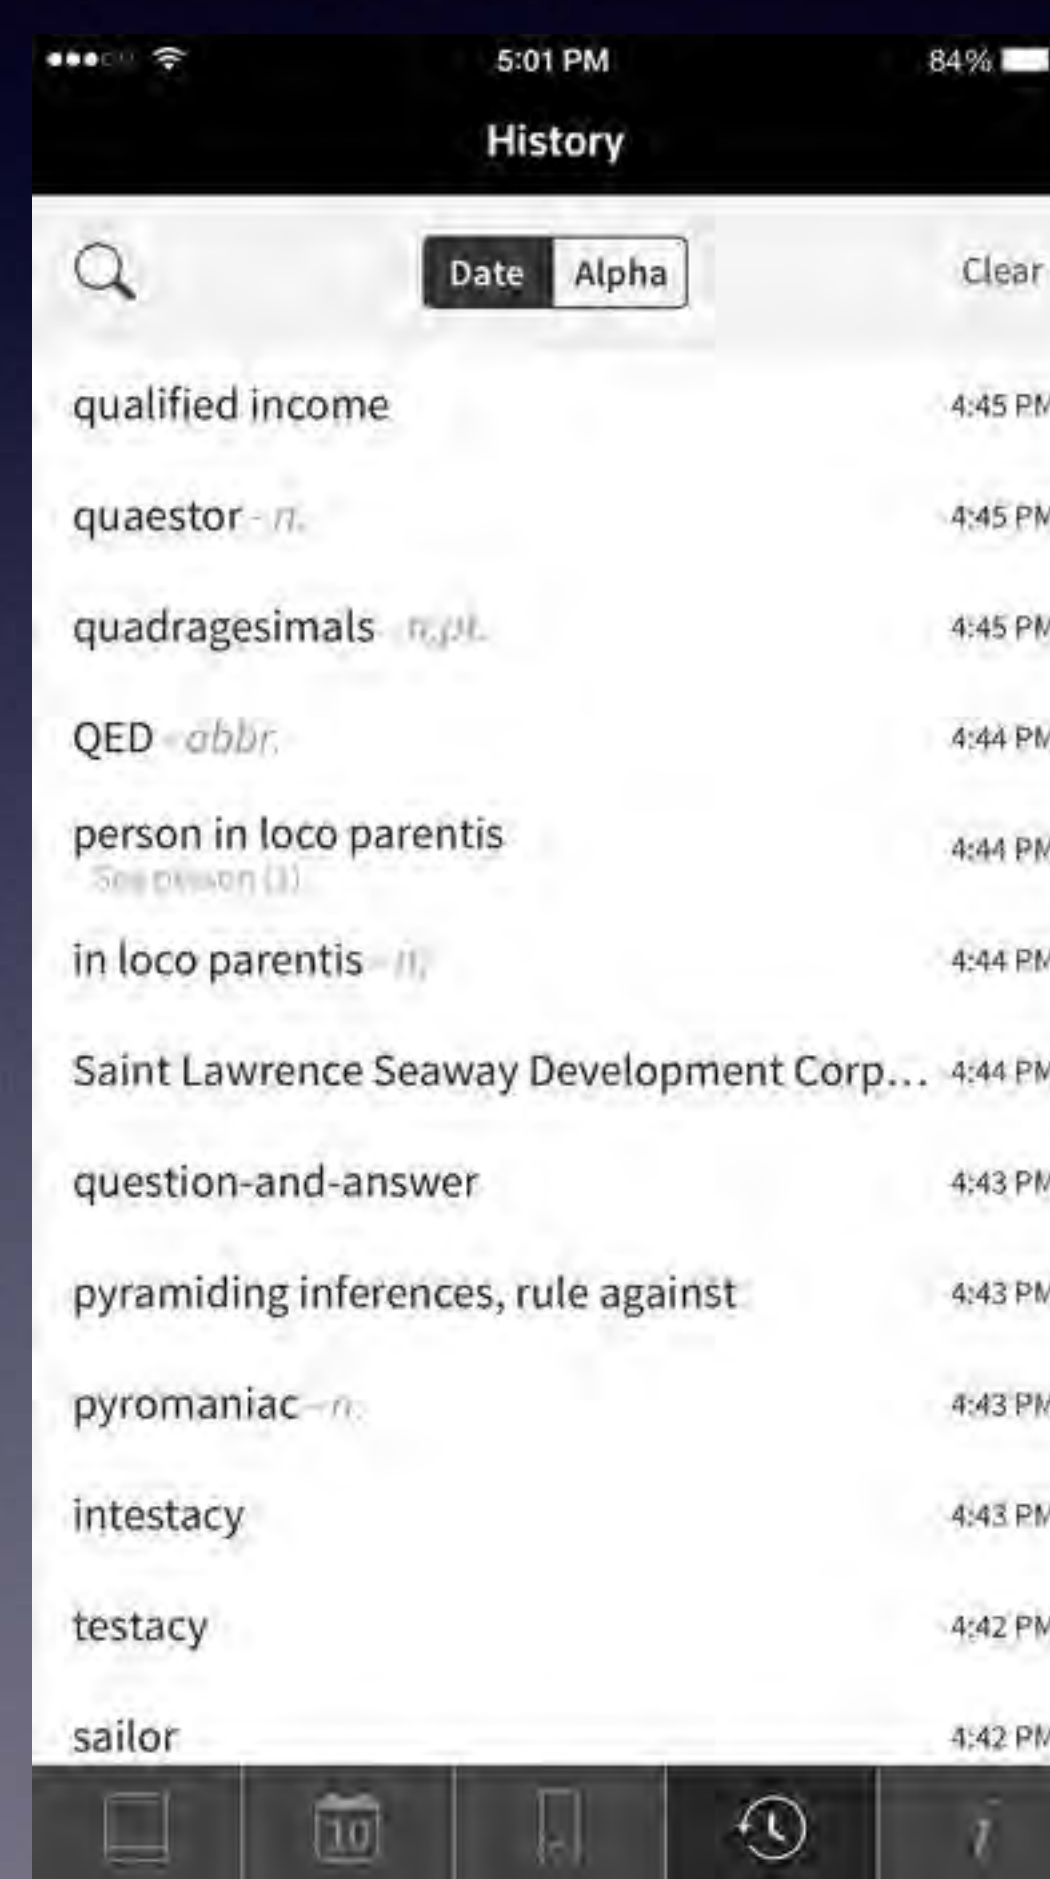 5:01 PM 84%
History
Date Alpha Clear
qualified income 4:45 PM
quaestor - n. 4:45 PM
quadragesimals n.pl. 4:45 PM
QED - abbr. 4:44 PM
person in loco parentis 4:44 PM
See person (1)
in loco parentis - n. 4:44 PM
Saint Lawrence Seaway Development Corp... 4:44 PM
question-and-answer 4:43 PM
pyramiding inferences, rule against 4:43 PM
pyromaniac - n. 4:43 PM
intestacy 4:43 PM
testacy 4:42 PM
sailor 4:42 PM
10
i